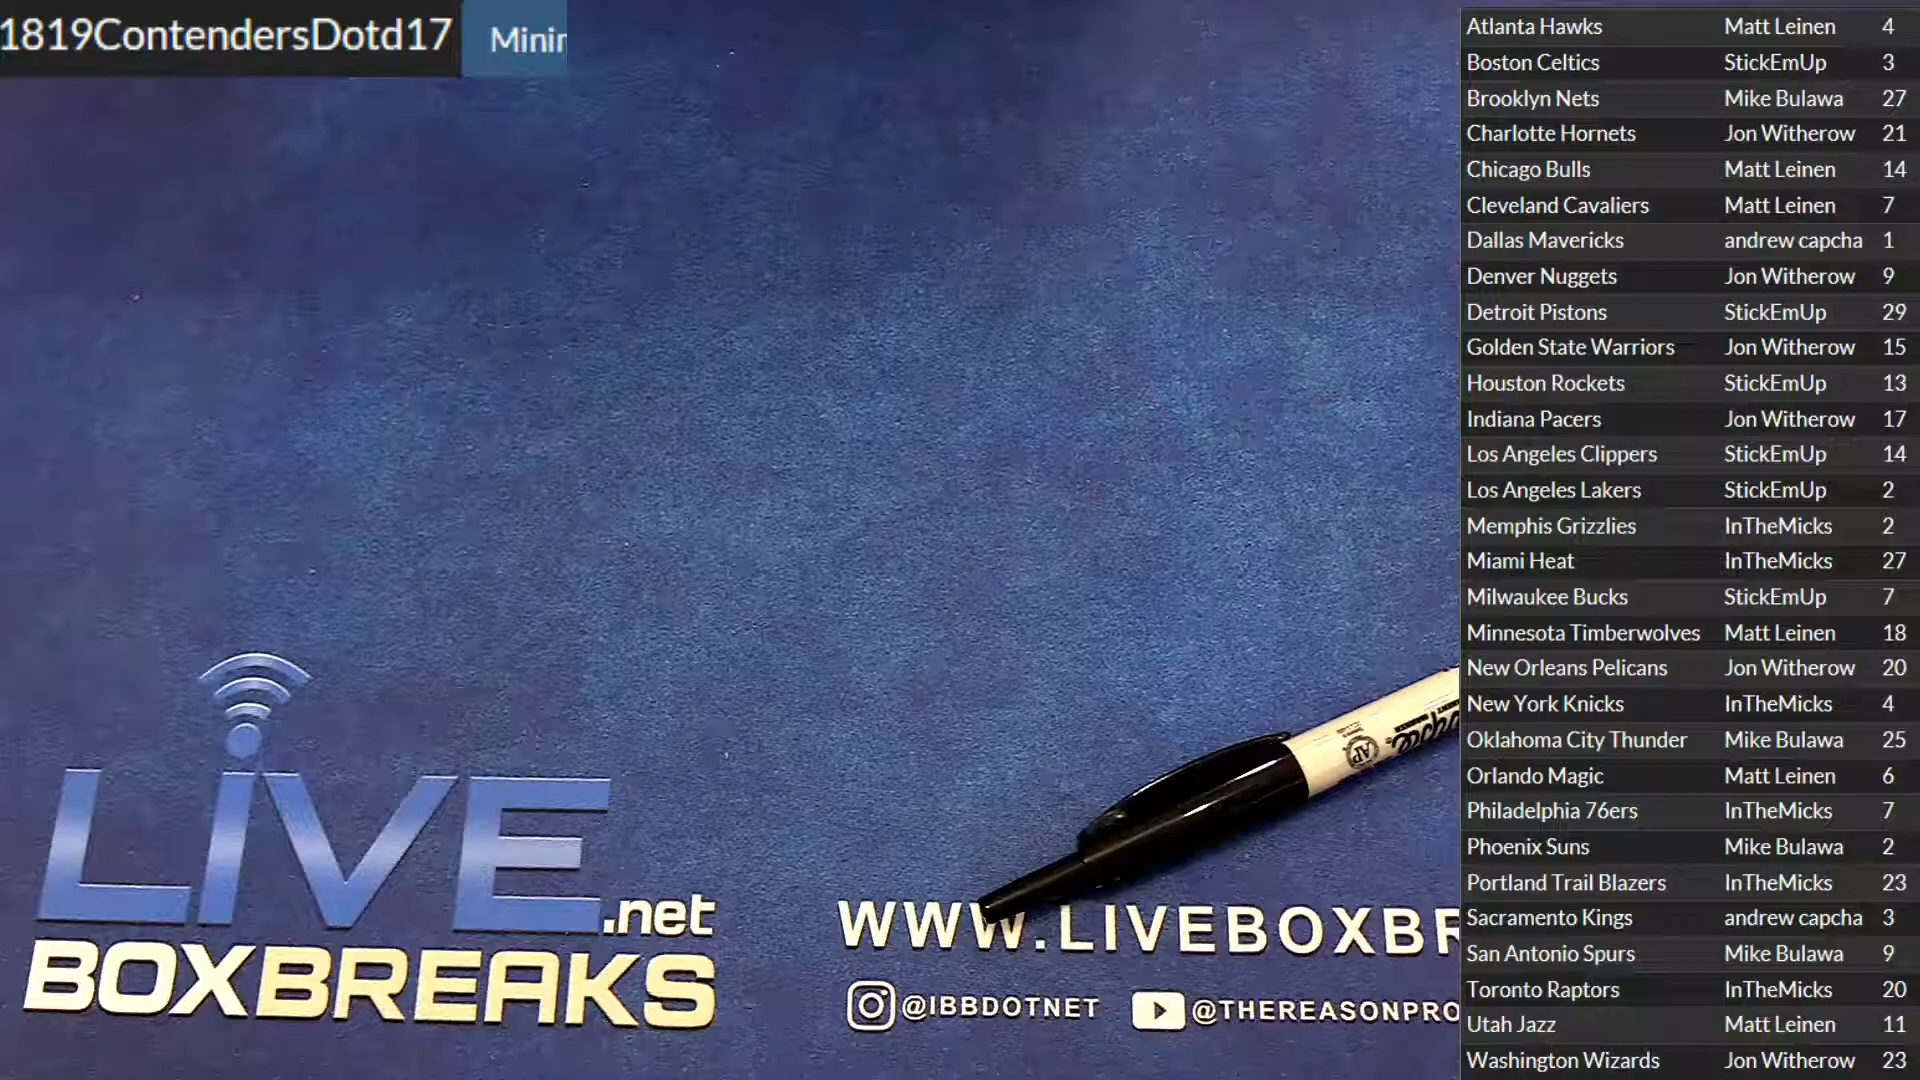 1819ContendersDotd17 Minin
LIVE.net
BOXBREAKS
WWW.LIVEBOXBR
@IBBDOTNET @THEREASONPRO
Atlanta Hawks Matt Leinen 4
Boston Celtics StickEmUp 3
Brooklyn Nets Mike Bulawa 27
Charlotte Hornets Jon Witherow 21
Chicago Bulls Matt Leinen 14
Cleveland Cavaliers Matt Leinen 7
Dallas Mavericks andrew capcha 1
Denver Nuggets Jon Witherow 9
Detroit Pistons StickEmUp 29
Golden State Warriors Jon Witherow 15
Houston Rockets StickEmUp 13
Indiana Pacers Jon Witherow 17
Los Angeles Clippers StickEmUp 14
Los Angeles Lakers StickEmUp 2
Memphis Grizzlies InTheMicks 2
Miami Heat InTheMicks 27
Milwaukee Bucks StickEmUp 7
Minnesota Timberwolves Matt Leinen 18
New Orleans Pelicans Jon Witherow 20
New York Knicks InTheMicks 4
Oklahoma City Thunder Mike Bulawa 25
Orlando Magic Matt Leinen 6
Philadelphia 76ers InTheMicks 7
Phoenix Suns Mike Bulawa 2
Portland Trail Blazers InTheMicks 23
Sacramento Kings andrew capcha 3
San Antonio Spurs Mike Bulawa 9
Toronto Raptors InTheMicks 20
Utah Jazz Matt Leinen 11
Washington Wizards Jon Witherow 23